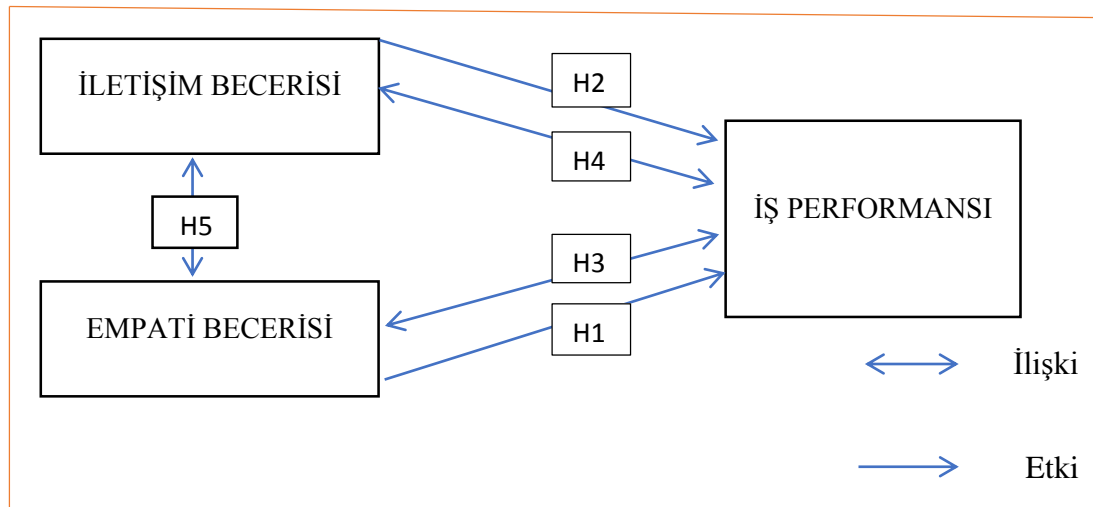 İLETİŞİM BECERİSİ
H2
H4
İŞ PERFORMANSI
H5
H3
EMPATİ BECERİSİ
H1
İlişki
Etki